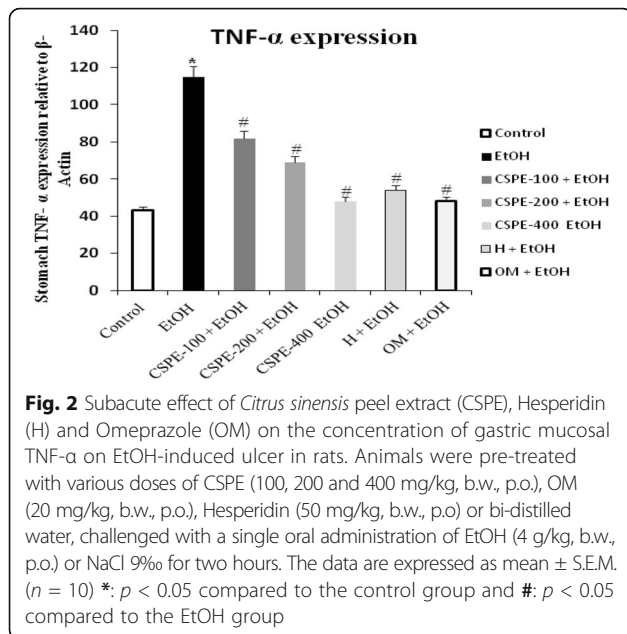 TNF-α expression
Stomach TNF- α expression relative to β-
Actin
140
120
100
80
60
40
20
0
*
#
#
#
#
#
Control
EtOH
CSPE-100 + EtOH
CSPE-200 + EtOH
CSPE-400 EtOH
H + EtOH
OM + EtOH
Control
EtOH
CSPE-100 + EtOH
CSPE-200 + EtOH
CSPE-400 EtOH
H + EtOH
OM + EtOH
Fig. 2 Subacute effect of Citrus sinensis peel extract (CSPE), Hesperidin
(H) and Omeprazole (OM) on the concentration of gastric mucosal
TNF-α on EtOH-induced ulcer in rats. Animals were pre-treated
with various doses of CSPE (100, 200 and 400 mg/kg, b.w., p.o.), OM
(20 mg/kg, b.w., p.o.), Hesperidin (50 mg/kg, b.w., p.o) or bi-distilled
water, challenged with a single oral administration of EtOH (4 g/kg, b.w.,
p.o.) or NaCl 9‰ for two hours. The data are expressed as mean ± S.E.M.
(n = 10) *: p < 0.05 compared to the control group and #: p < 0.05
compared to the EtOH group